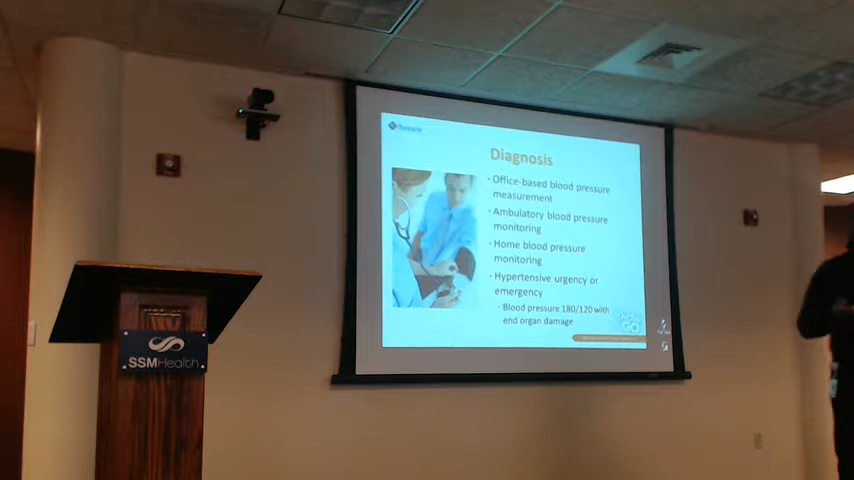 Diagnosis
• Office-based blood pressure
measurement
• Ambulatory blood pressure
monitoring
• Home blood pressure
monitoring
• Hypertensive urgency or
emergency
• Blood pressure 180/120 with
end organ damage
GO
SSMHealth